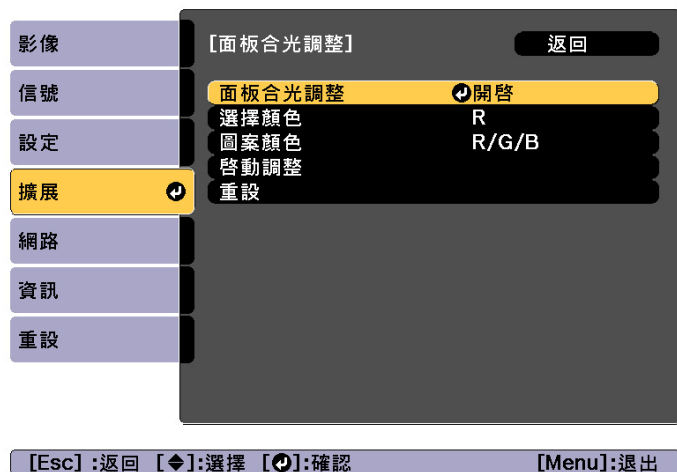 影像
信號
設定
擴展
網路
資訊
重設
[面板合光調整] 返回
面板合光調整 開啓
選擇顏色 R
圖案顏色 R/G/B
啓動調整
重設
[Esc] :返回 [◆]:選擇 [↵]:確認 [Menu]:退出